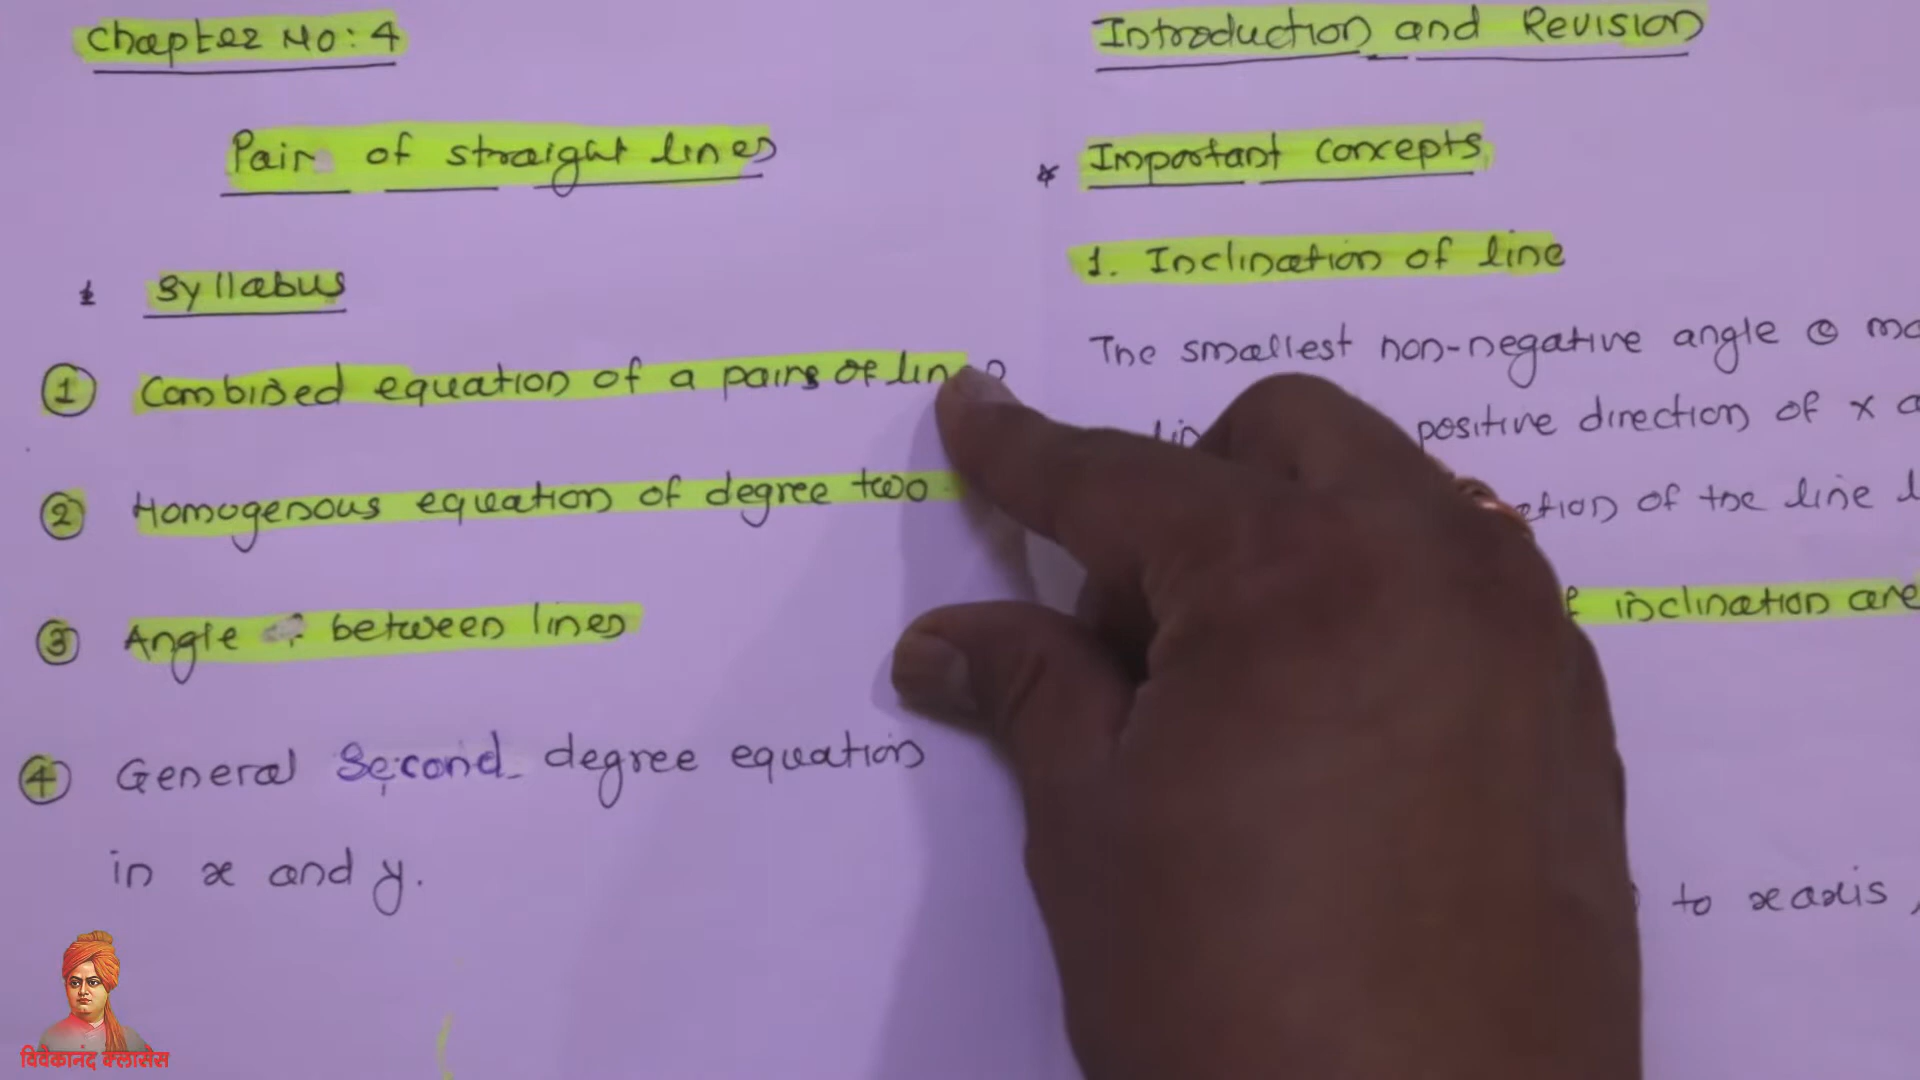 Chapter No: 4
Pair of straight lines
Syllabus
① Combined equation of a pairs of lines
② Homogenous equation of degree two
③ Angle between lines
④ General Second degree equation
in x and y.
Introduction and Revision
* Important concepts
1. Inclination of line
The smallest non-negative angle
positive direction of x
of the line
inclination are
to x axis,
विवेकानंद क्लासेस